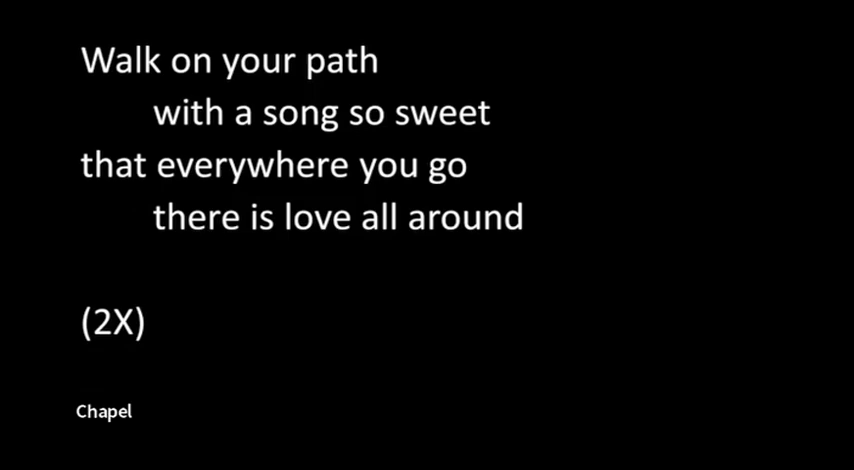 Walk on your path
with a song so sweet
that everywhere you go
there is love all around
(2X)
Chapel